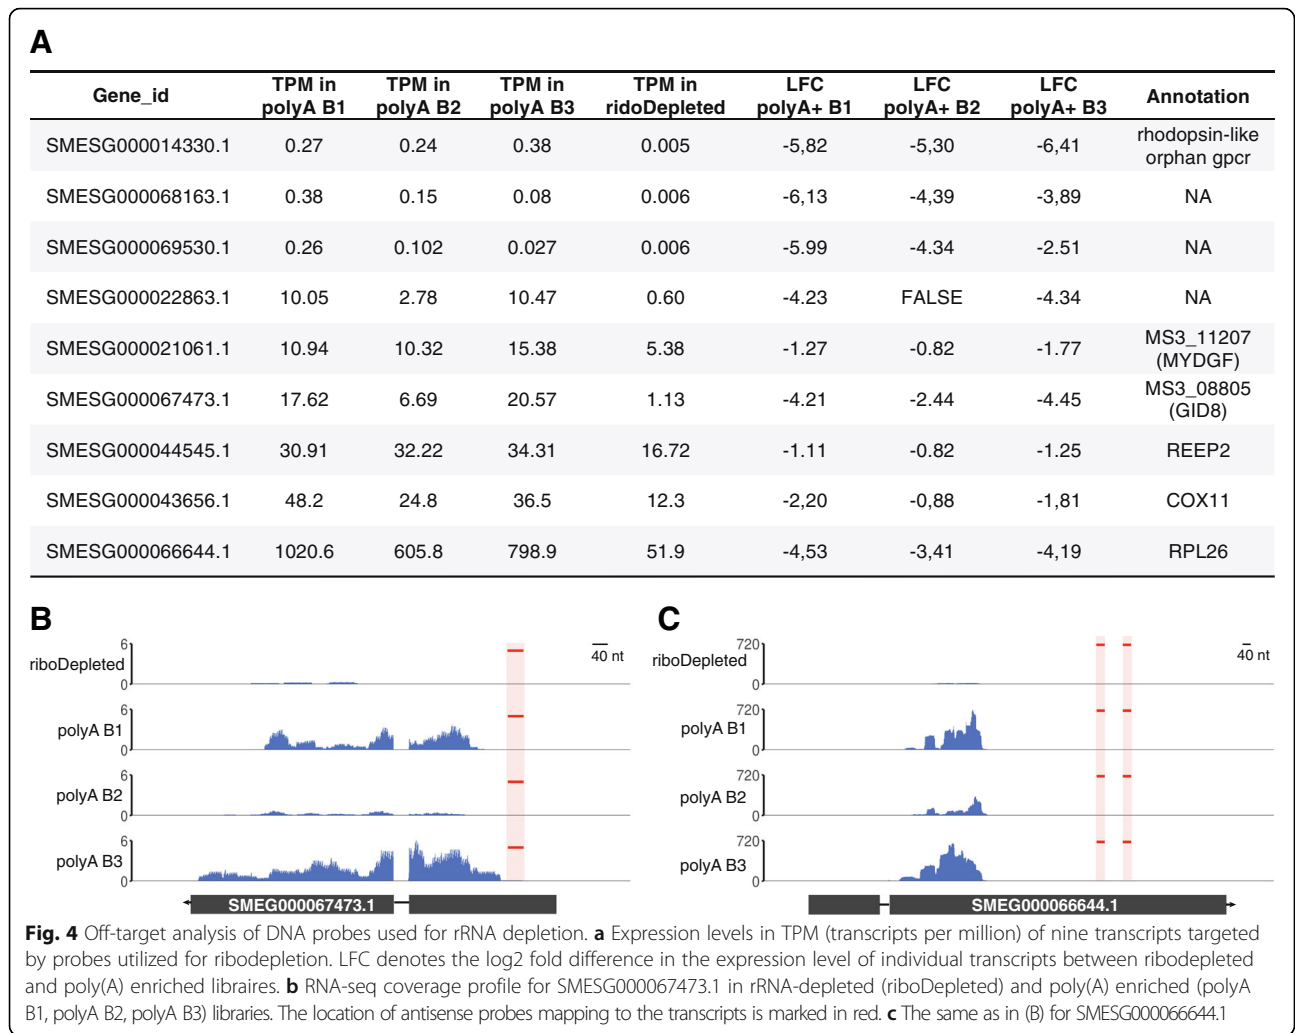 A
Gene_id TPM in polyA B1 TPM in polyA B2 TPM in polyA B3 TPM in ridoDepleted LFC polyA+ B1 LFC polyA+ B2 LFC polyA+ B3 Annotation
SMESG000014330.1 0.27 0.24 0.38 0.005 -5,82 -5,30 -6,41 rhodopsin-like orphan gpcr
SMESG000068163.1 0.38 0.15 0.08 0.006 -6,13 -4,39 -3,89 NA
SMESG000069530.1 0.26 0.102 0.027 0.006 -5.99 -4.34 -2.51 NA
SMESG000022863.1 10.05 2.78 10.47 0.60 -4.23 FALSE -4.34 NA
SMESG000021061.1 10.94 10.32 15.38 5.38 -1.27 -0.82 -1.77 MS3_11207 (MYDGF)
SMESG000067473.1 17.62 6.69 20.57 1.13 -4.21 -2.44 -4.45 MS3_08805 (GID8)
SMESG000044545.1 30.91 32.22 34.31 16.72 -1.11 -0.82 -1.25 REEP2
SMESG000043656.1 48.2 24.8 36.5 12.3 -2,20 -0,88 -1,81 COX11
SMESG000066644.1 1020.6 605.8 798.9 51.9 -4,53 -3,41 -4,19 RPL26
B
6
riboDepleted
0
40 nt
6
polyA B1
0
6
polyA B2
0
6
polyA B3
0
SMEG000067473.1
C
720
riboDepleted
0
40 nt
720
polyA B1
0
720
polyA B2
0
720
polyA B3
0
SMEG000066644.1
Fig. 4 Off-target analysis of DNA probes used for rRNA depletion. a Expression levels in TPM (transcripts per million) of nine transcripts targeted
by probes utilized for ribodepletion. LFC denotes the log2 fold difference in the expression level of individual transcripts between ribodepleted
and poly(A) enriched libraires. b RNA-seq coverage profile for SMESG000067473.1 in rRNA-depleted (riboDepleted) and poly(A) enriched (polyA
B1, polyA B2, polyA B3) libraries. The location of antisense probes mapping to the transcripts is marked in red. c The same as in (B) for SMESG000066644.1